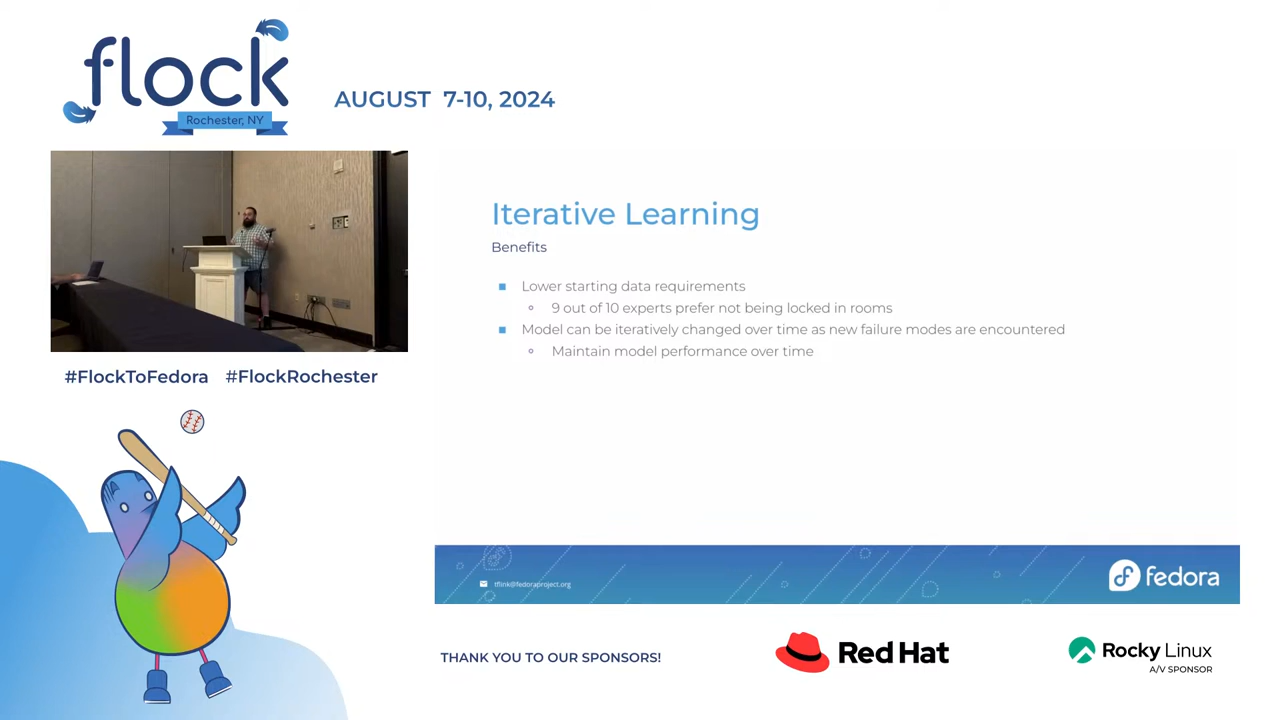 flock
Rochester, NY
AUGUST 7-10, 2024
Iterative Learning
Benefits
Lower starting data requirements
9 out of 10 experts prefer not being locked in rooms
Model can be iteratively changed over time as new failure modes are encountered
Maintain model performance over time
#FlockToFedora #FlockRochester
tflink@fedoraproject.org
fedora
THANK YOU TO OUR SPONSORS!
Red Hat
Rocky Linux
A/V SPONSOR